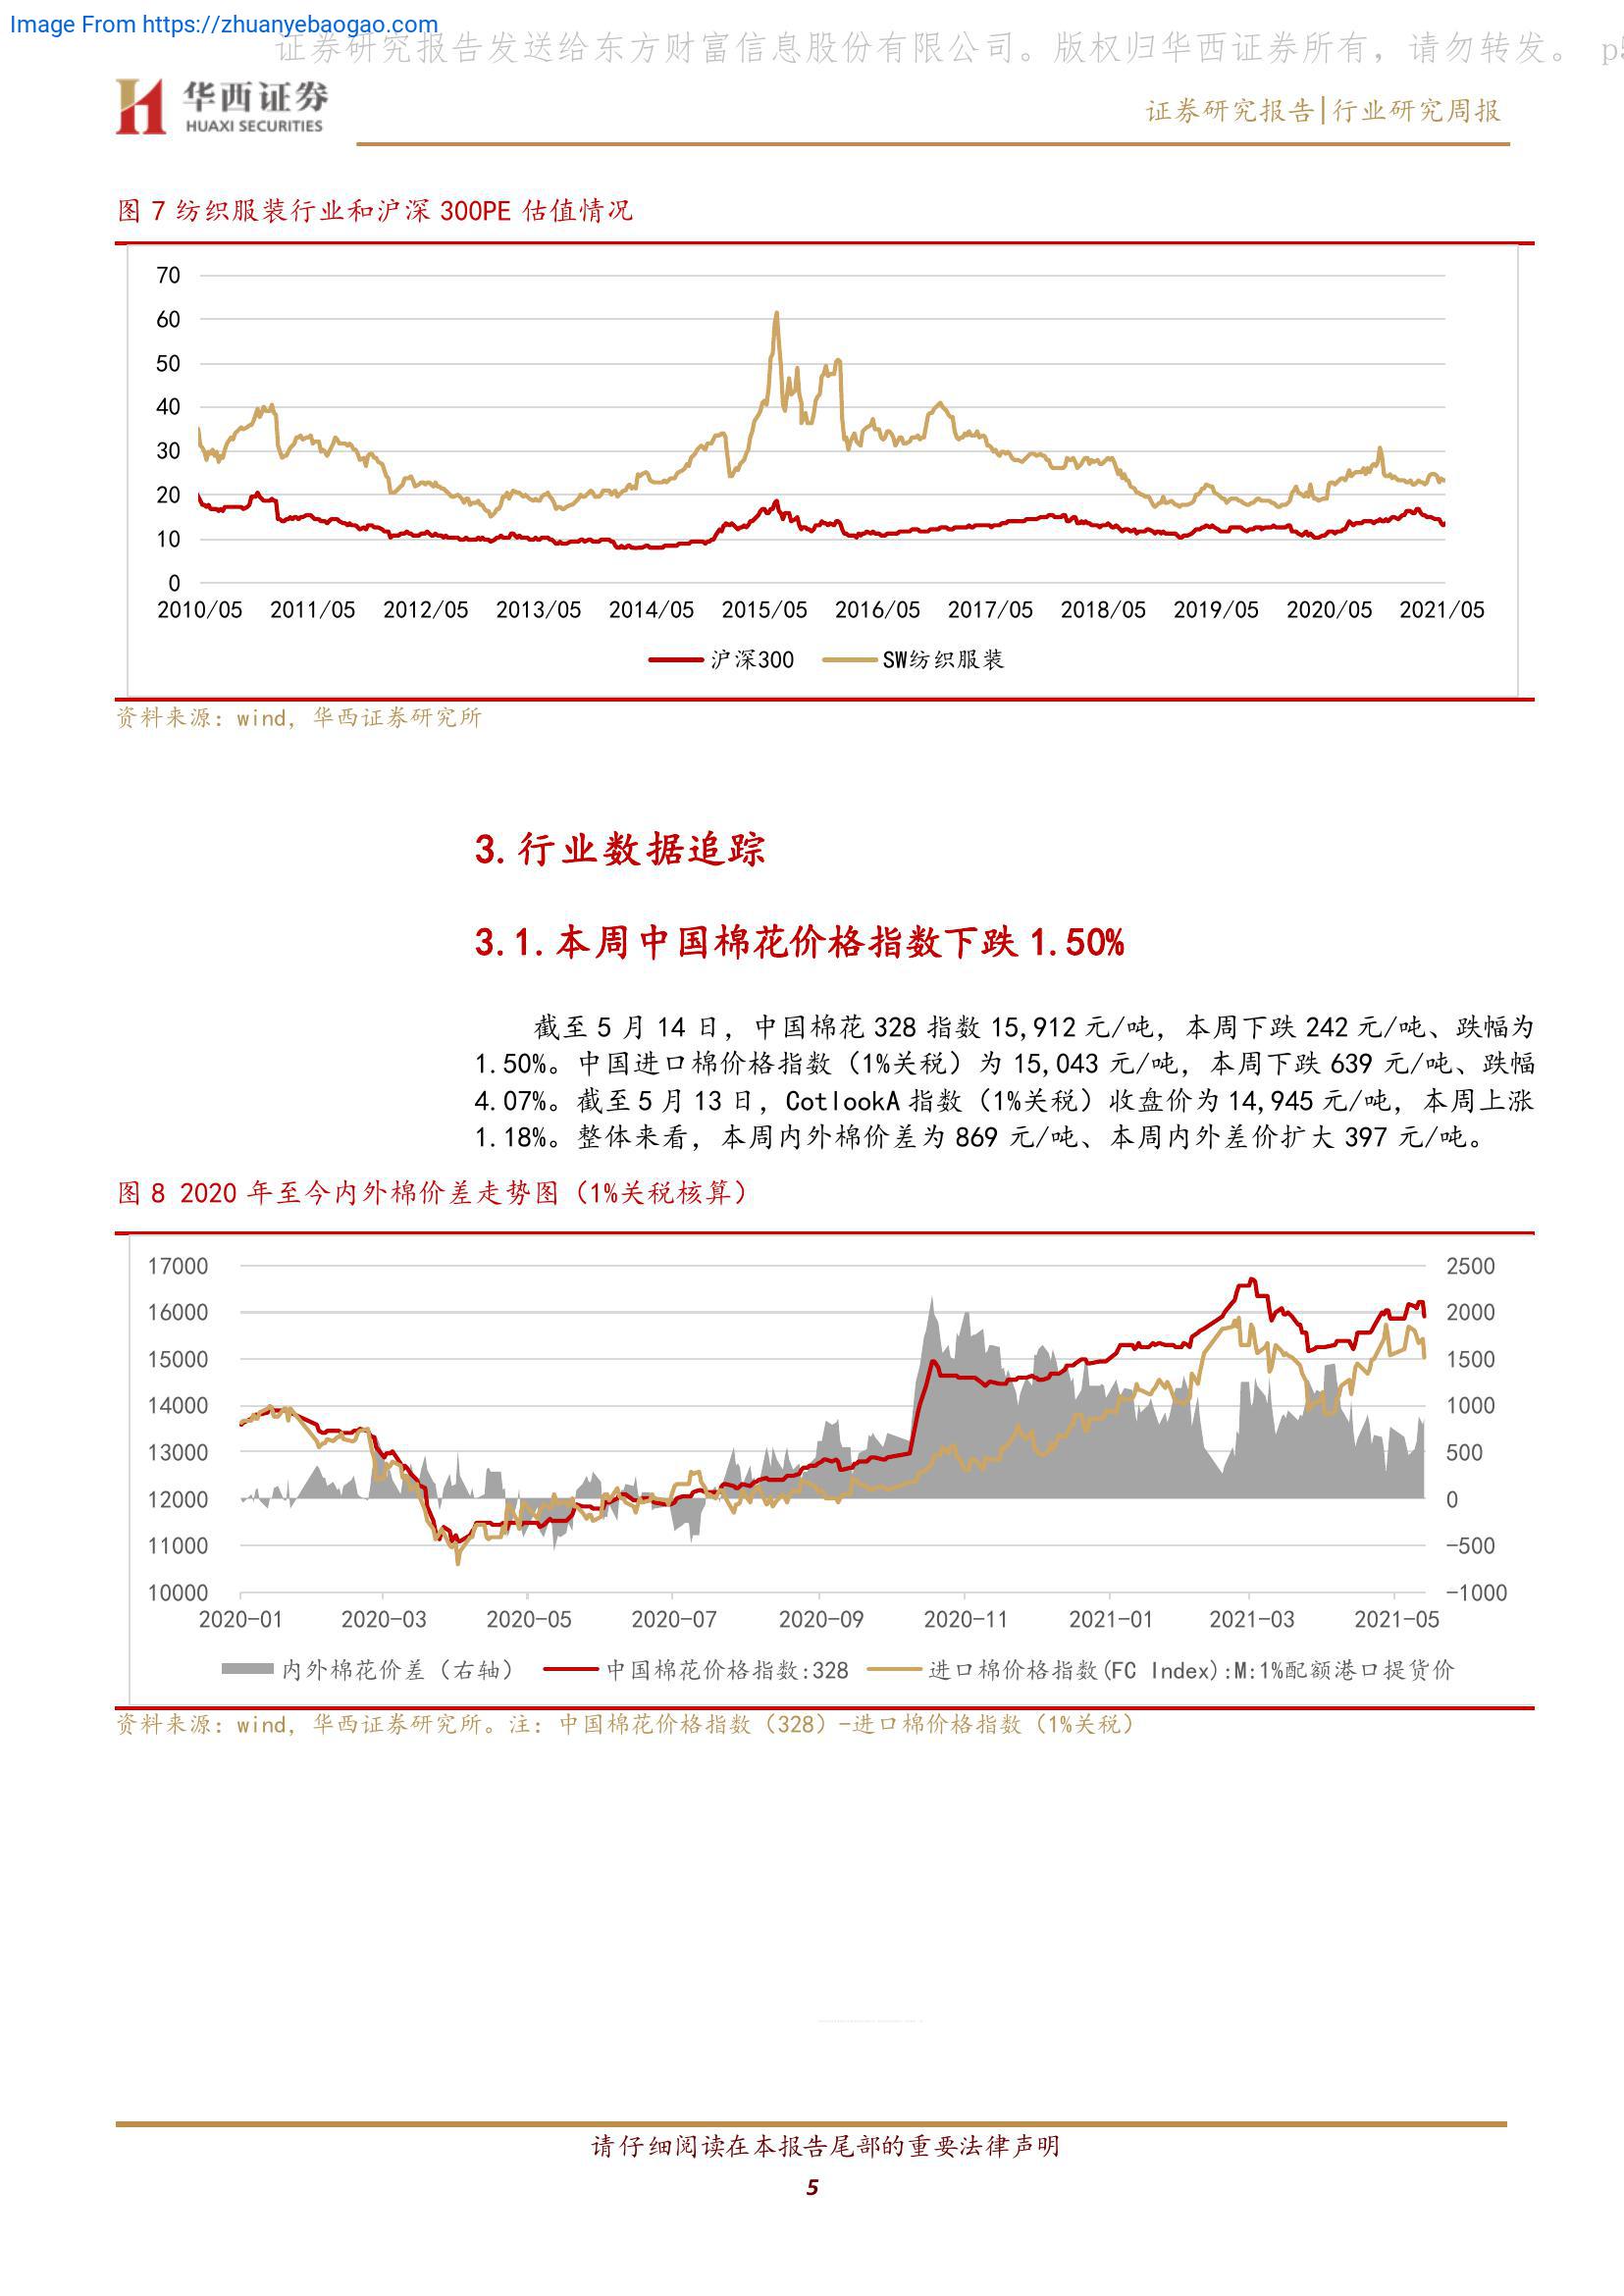 Image From https://zhuanyebaogao.com
证券研究报告发送给东方财富信息股份有限公司。版权归华西证券所有，请勿转发。 p5
华西证券
HUAXI SECURITIES
证券研究报告|行业研究周报
图 7 纺织服装行业和沪深 300PE 估值情况
70
60
50
40
30
20
10
0
2010/05 2011/05 2012/05 2013/05 2014/05 2015/05 2016/05 2017/05 2018/05 2019/05 2020/05 2021/05
沪深300 SW纺织服装
资料来源：wind，华西证券研究所
3.行业数据追踪
3.1.本周中国棉花价格指数下跌 1.50%
截至 5 月 14 日，中国棉花 328 指数 15,912 元/吨，本周下跌 242 元/吨、跌幅为
1.50%。中国进口棉价格指数（1%关税）为 15,043 元/吨，本周下跌 639 元/吨、跌幅
4.07%。截至 5 月 13 日，CotlookA 指数（1%关税）收盘价为 14,945 元/吨，本周上涨
1.18%。整体来看，本周内外棉价差为 869 元/吨、本周内外差价扩大 397 元/吨。
图 8 2020 年至今内外棉价差走势图（1%关税核算）
17000 2500
16000 2000
15000 1500
14000 1000
13000 500
12000 0
11000 -500
10000 -1000
2020-01 2020-03 2020-05 2020-07 2020-09 2020-11 2021-01 2021-03 2021-05
内外棉花价差（右轴） 中国棉花价格指数:328 进口棉价格指数(FC Index):M:1%配额港口提货价
资料来源：wind，华西证券研究所。注：中国棉花价格指数（328）-进口棉价格指数（1%关税）
请仔细阅读在本报告尾部的重要法律声明
5